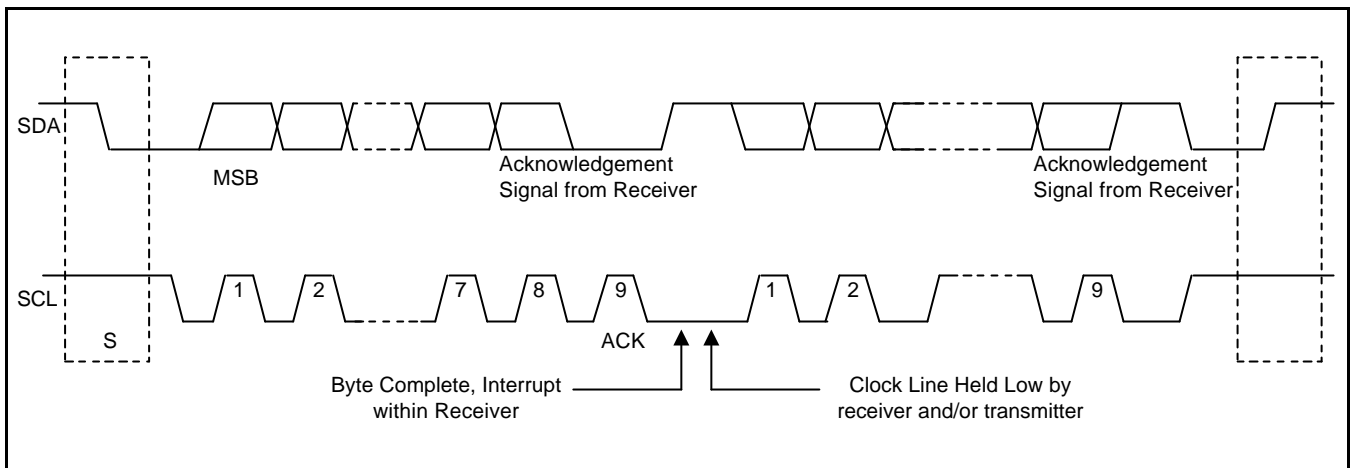 SDA
MSB
Acknowledgement
Signal from Receiver
Acknowledgement
Signal from Receiver
SCL
1
2
7
8
9
1
2
9
S
ACK
Byte Complete, Interrupt
within Receiver
Clock Line Held Low by
receiver and/or transmitter